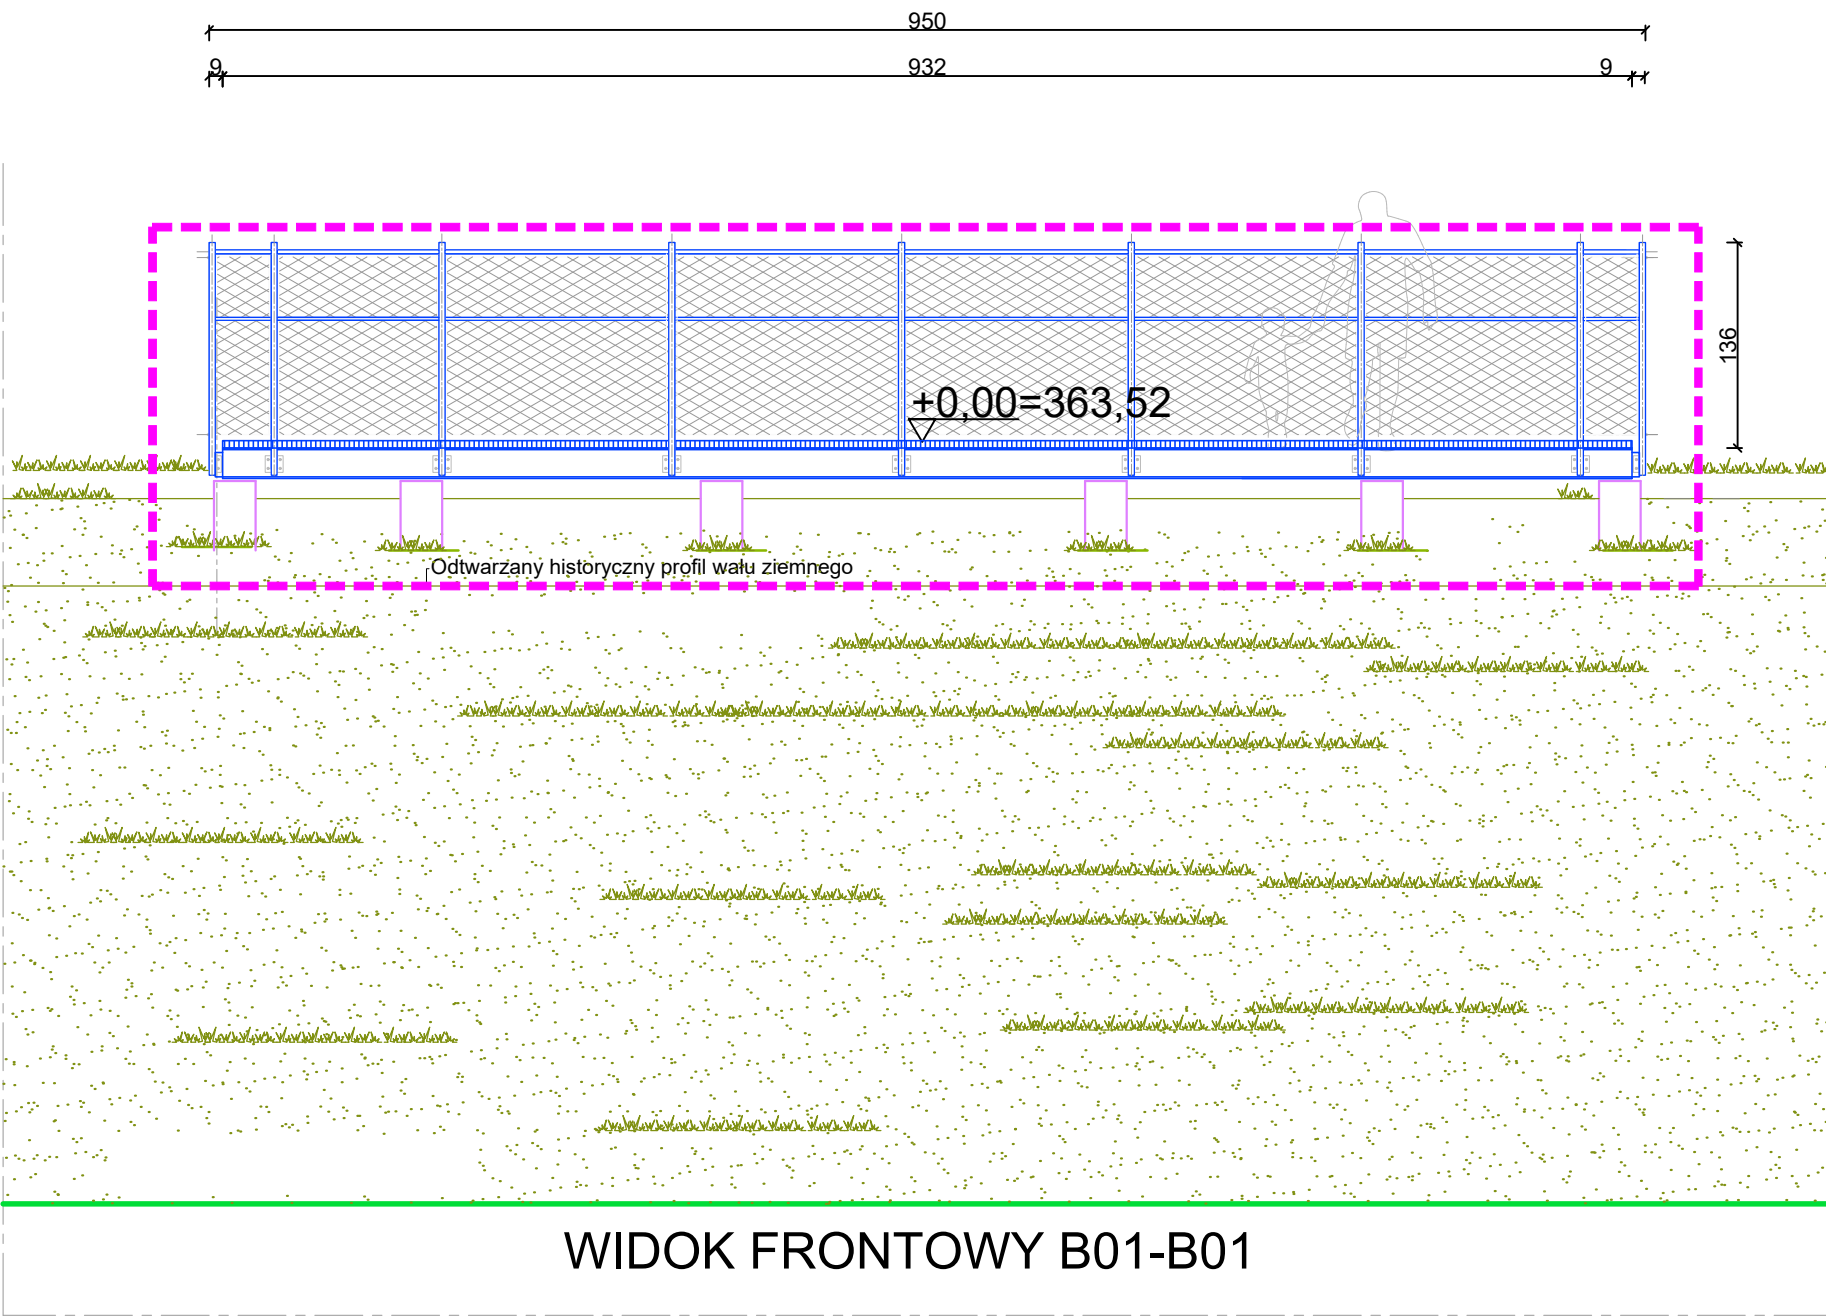 950
9 932 9
136
+0,00=363,52
Odtwarzany historyczny profil wału ziemnego
WIDOK FRONTOWY B01-B01